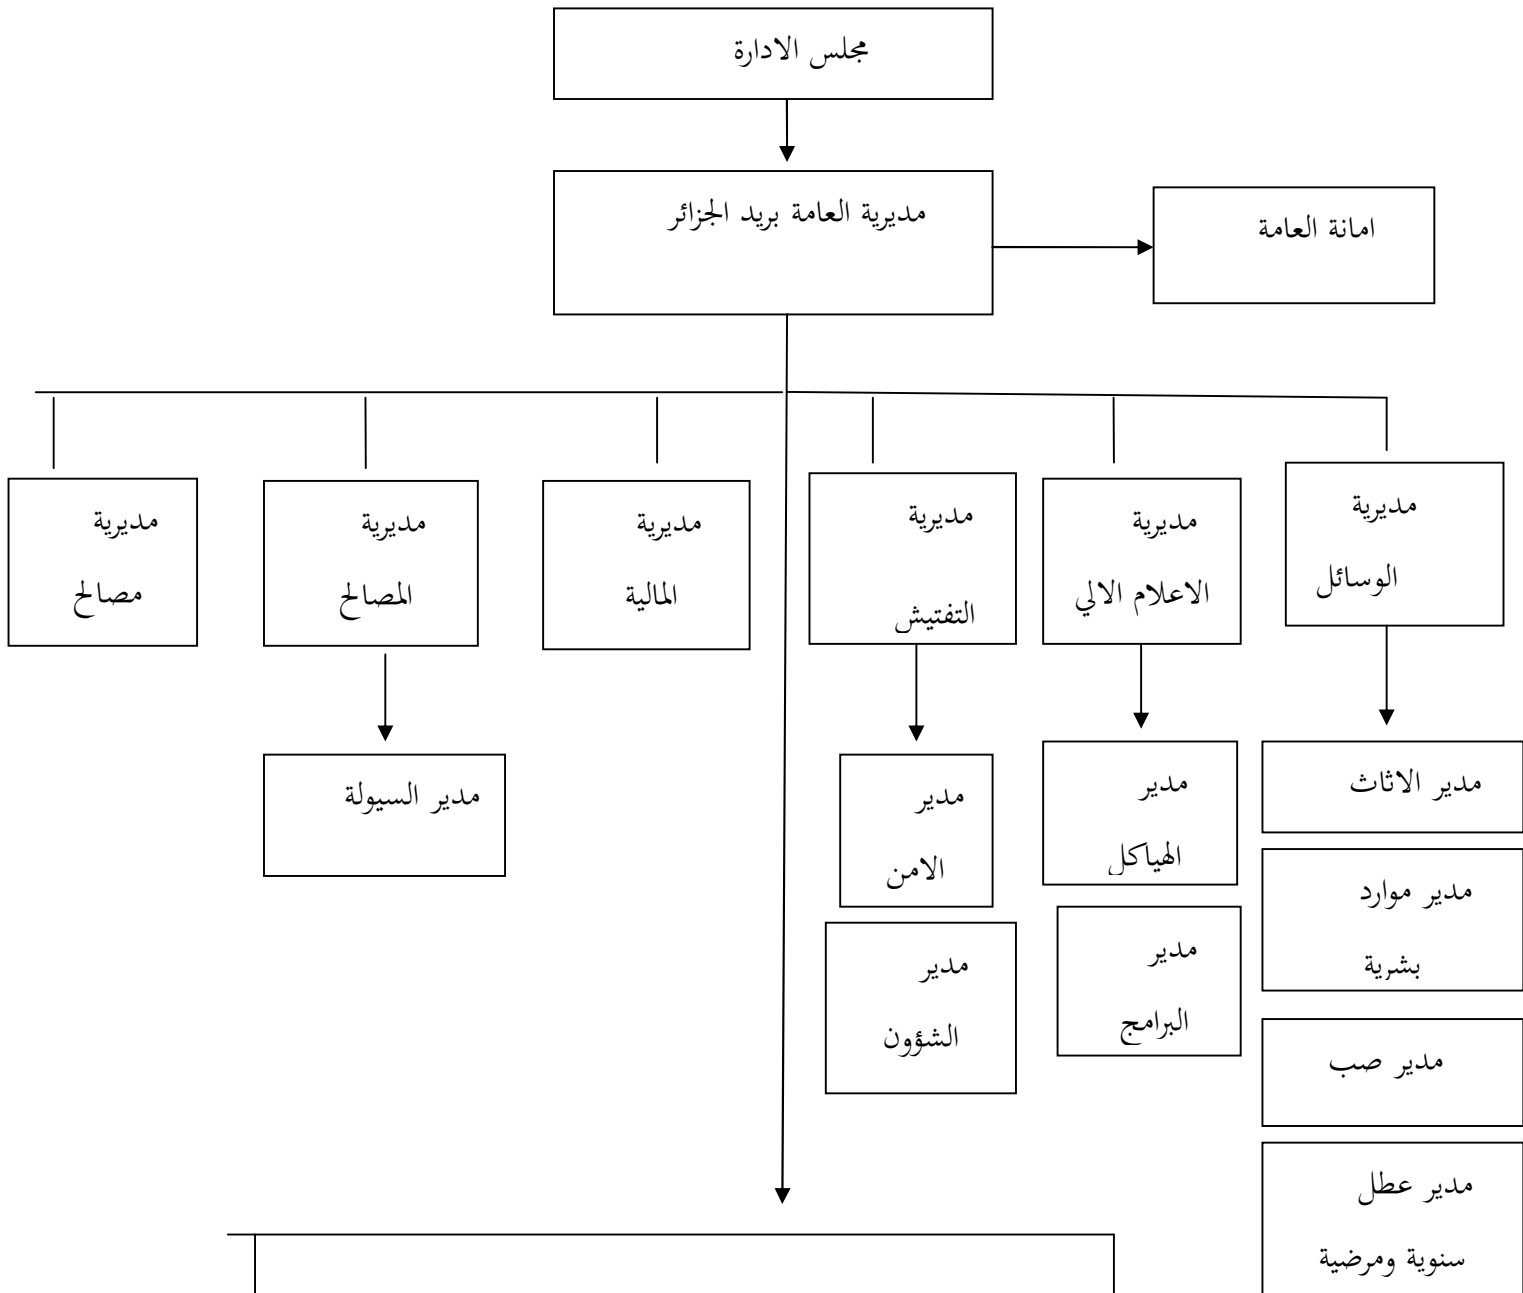 مجلس الادارة
مديرية العامة بريد الجزائر
امانة العامة
مديرية
الوسائل
مديرية
الاعلام الالي
مديرية
التفتيش
مديرية
المالية
مديرية
المصالح
مديرية
مصالح
مدير الاثاث
مدير موارد
بشرية
مدير صب
مدير عطل
سنوية ومرضية
مدير
الهياكل
مدير
البرامج
مدير
الامن
مدير
الشؤون
مدير السيولة